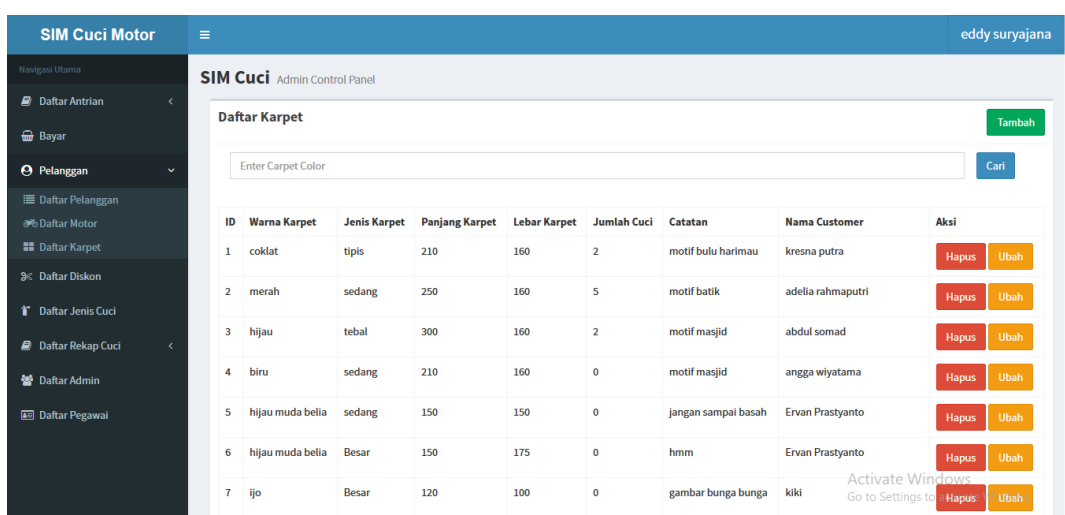 SIM Cuci Motor
eddy suryajana
Navigasi Utama
Daftar Antrian
Bayar
Pelanggan
Daftar Pelanggan
Daftar Motor
Daftar Karpet
Daftar Diskon
Daftar Jenis Cuci
Daftar Rekap Cuci
Daftar Admin
Daftar Pegawai
SIM Cuci Admin Control Panel
Daftar Karpet
Tambah
Enter Carpet Color
Cari
ID Warna Karpet Jenis Karpet Panjang Karpet Lebar Karpet Jumlah Cuci Catatan Nama Customer Aksi
1 coklat tipis 210 160 2 motif bulu harimau kresna putra Hapus Ubah
2 merah sedang 250 160 5 motif batik adelia rahmaputri Hapus Ubah
3 hijau tebal 300 160 2 motif masjid abdul somad Hapus Ubah
4 biru sedang 210 160 0 motif masjid angga wiyatama Hapus Ubah
5 hijau muda belia sedang 150 150 0 jangan sampai basah Ervan Prastyanto Hapus Ubah
6 hijau muda belia Besar 150 175 0 hmm Ervan Prastyanto Hapus Ubah
7 ijo Besar 120 100 0 gambar bunga bunga kiki Hapus Ubah
Activate Windows
Go to Settings to